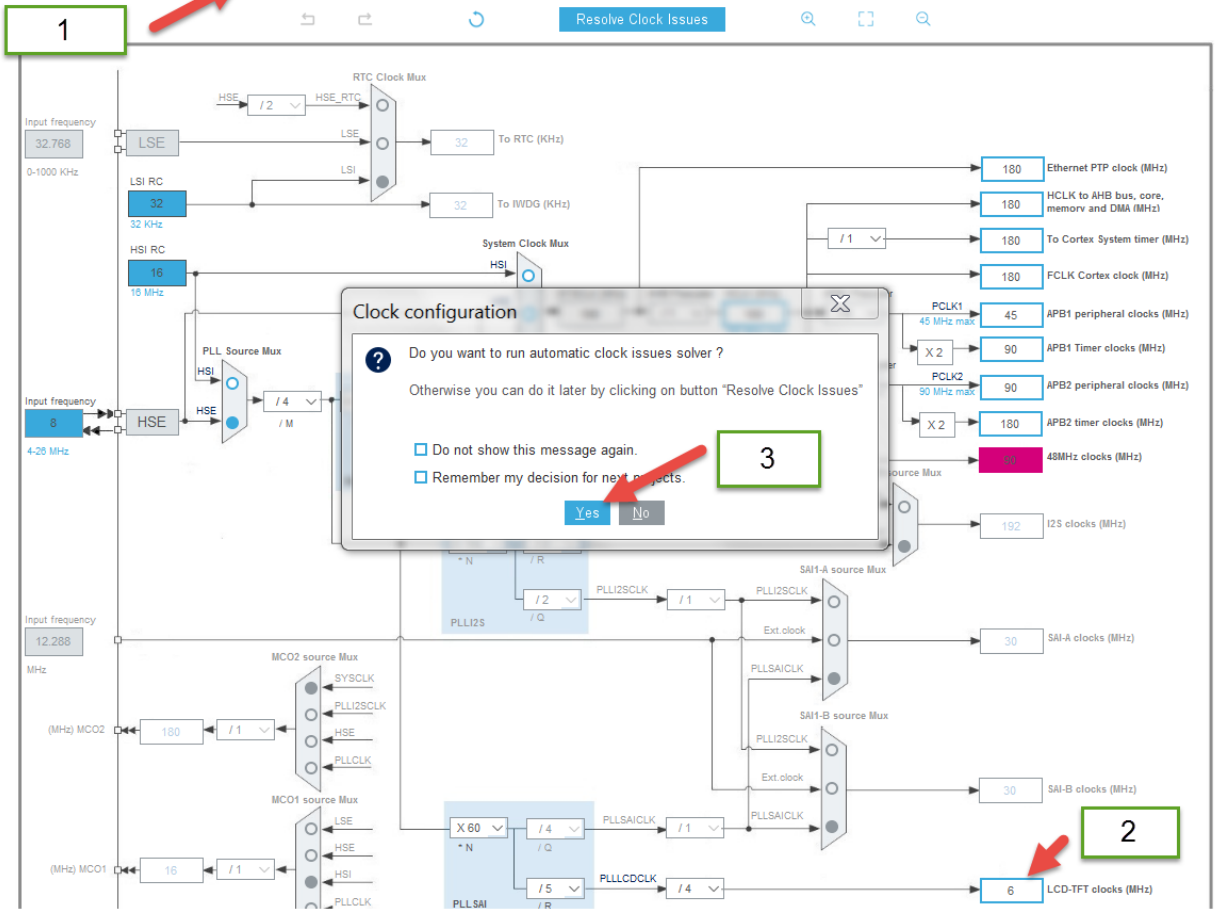 1
Resolve Clock Issues
RTC Clock Mux
HSE
/ 2
HSE_RTC
Input frequency
32.768
LSE
LSE
32
To RTC (KHz)
0-1000 KHz
LSI
LSI RC
32
32
To IWDG (KHz)
32 KHz
180
Ethernet PTP clock (MHz)
180
HCLK to AHB bus, core,
memory and DMA (MHz)
HSI RC
System Clock Mux
/ 1
180
To Cortex System timer (MHz)
HSI
16
16 MHz
180
FCLK Cortex clock (MHz)
Clock configuration
PCLK1
45 MHz max
45
APB1 peripheral clocks (MHz)
Do you want to run automatic clock issues solver ?
X 2
90
APB1 Timer clocks (MHz)
PLL Source Mux
HSI
Otherwise you can do it later by clicking on button “Resolve Clock Issues”
PCLK2
90 MHz max
90
APB2 peripheral clocks (MHz)
Input frequency
8
HSE
HSE
/ 4
/ M
X 2
180
APB2 timer clocks (MHz)
4-26 MHz
Do not show this message again.
3
48MHz clocks (MHz)
Remember my decision for next projects.
source Mux
Yes
No
192
I2S clocks (MHz)
* N
/ R
SAI1-A source Mux
/ 2
/ Q
PLLI2SCLK
/ 1
PLLI2SCLK
PLLI2S
Input frequency
12.288
MHz
Ext.clock
30
SAI-A clocks (MHz)
MCO2 source Mux
SYSCLK
PLLSAICLK
PLLI2SCLK
SAI1-B source Mux
(MHz) MCO2
180
/ 1
HSE
PLLI2SCLK
PLLCLK
Ext.clock
30
SAI-B clocks (MHz)
MCO1 source Mux
LSE
X 60
* N
/ 4
/ Q
PLLSAICLK
/ 1
PLLSAICLK
2
HSE
(MHz) MCO1
16
/ 1
HSI
PLLCLK
PLLSAI
/ 5
/ R
PLLLCDCLK
/ 4
6
LCD-TFT clocks (MHz)